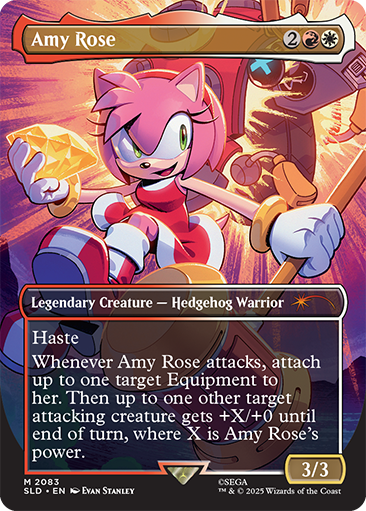 Amy Rose 2
Legendary Creature — Hedgehog Warrior
Haste
Whenever Amy Rose attacks, attach
up to one target Equipment to
her. Then up to one other target
attacking creature gets +X/+0 until
end of turn, where X is Amy Rose's
power.
3/3
M 2083
SLD • EN Evan Stanley
©SEGA
™ & © 2025 Wizards of the Coast